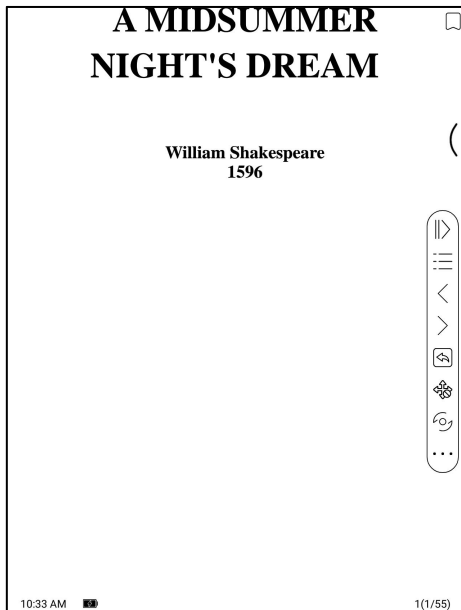 A MIDSUMMER
NIGHT'S DREAM
William Shakespeare
1596
10:33 AM
1(1/55)